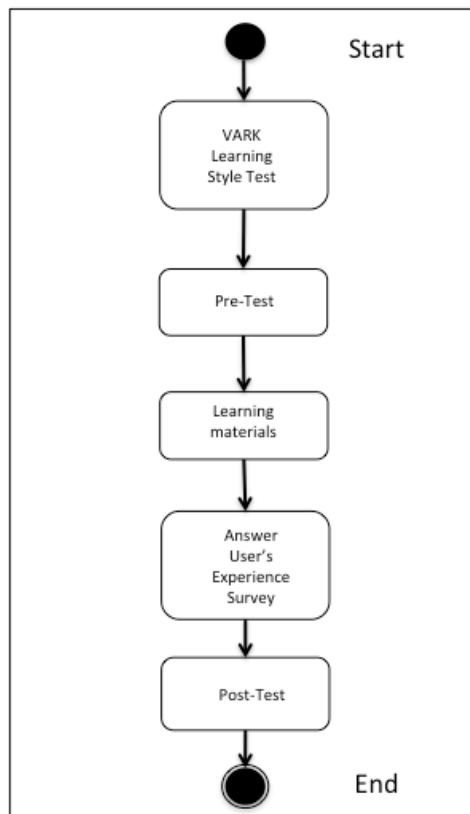 Start
VARK
Learning
Style Test
Pre-Test
Learning
materials
Answer
User's
Experience
Survey
Post-Test
End